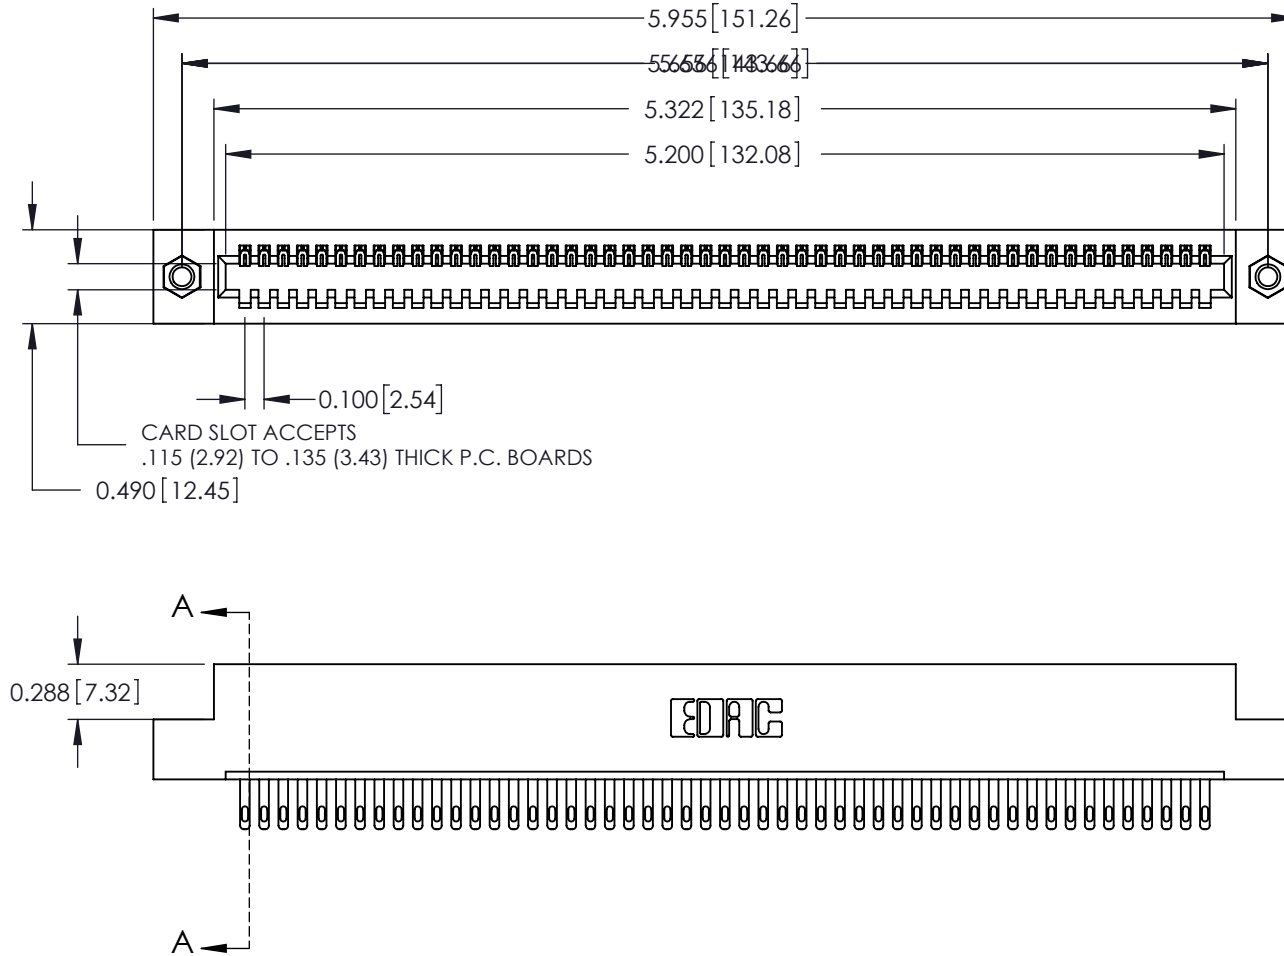 5.955[151.26]
5.322[135.18]
5.200[132.08]
0.100[2.54]
CARD SLOT ACCEPTS
.115 (2.92) TO .135 (3.43) THICK P.C. BOARDS
0.490[12.45]
A
0.288[7.32]
EDAC
A